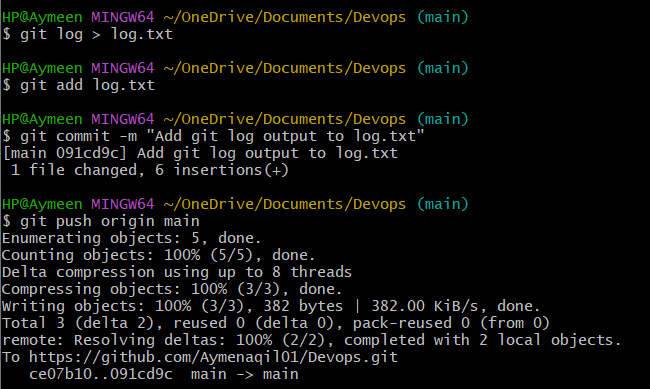 HP@Aymeen MINGW64 ~/OneDrive/Documents/Devops (main)
$ git log > log.txt
HP@Aymeen MINGW64 ~/OneDrive/Documents/Devops (main)
$ git add log.txt
HP@Aymeen MINGW64 ~/OneDrive/Documents/Devops (main)
$ git commit -m "Add git log output to log.txt"
[main 091cd9c] Add git log output to log.txt
 1 file changed, 6 insertions(+)
HP@Aymeen MINGW64 ~/OneDrive/Documents/Devops (main)
$ git push origin main
Enumerating objects: 5, done.
Counting objects: 100% (5/5), done.
Delta compression using up to 8 threads
Compressing objects: 100% (3/3), done.
Writing objects: 100% (3/3), 382 bytes | 382.00 KiB/s, done.
Total 3 (delta 2), reused 0 (delta 0), pack-reused 0 (from 0)
remote: Resolving deltas: 100% (2/2), completed with 2 local objects.
To https://github.com/Aymenaqil01/Devops.git
   ce07b10..091cd9c  main -> main